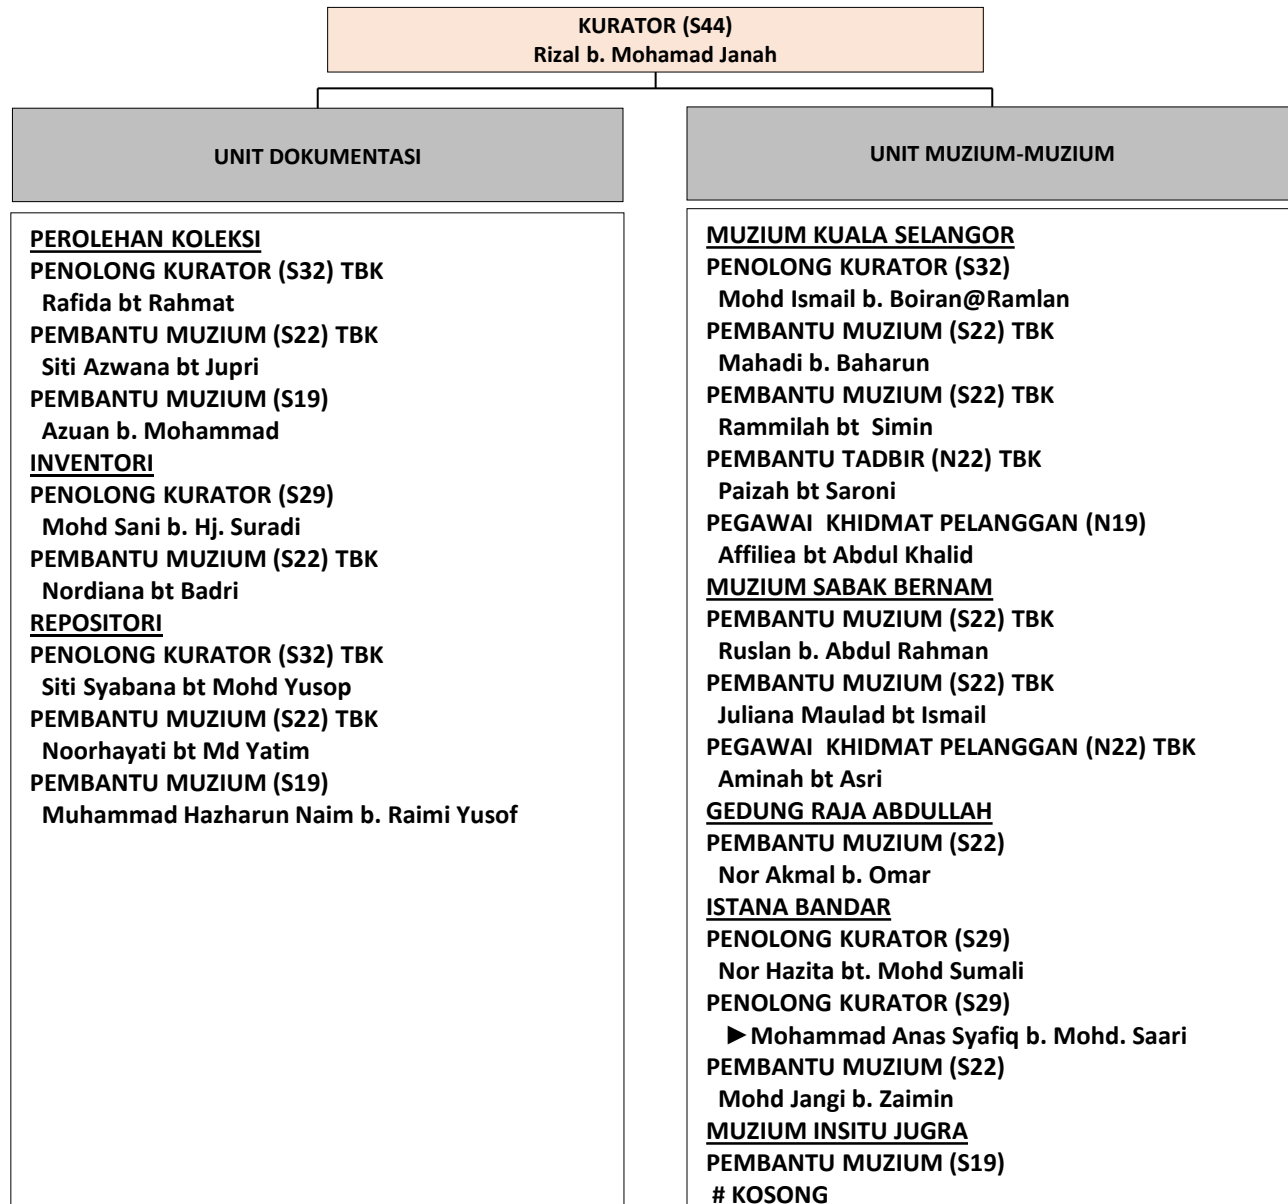 KURATOR (S44)
Rizal b. Mohamad Janah
UNIT DOKUMENTASI
PEROLEHAN KOLEKSI
PENOLONG KURATOR (S32) TBK
Rafida bt Rahmat
PEMBANTU MUZIUM (S22) TBK
Siti Azwana bt Jupri
PEMBANTU MUZIUM (S19)
Azuan b. Mohammad
INVENTORI
PENOLONG KURATOR (S29)
Mohd Sani b. Hj. Suradi
PEMBANTU MUZIUM (S22) TBK
Nordiana bt Badri
REPOSITORI
PENOLONG KURATOR (S32) TBK
Siti Syabana bt Mohd Yusop
PEMBANTU MUZIUM (S22) TBK
Noorhayati bt Md Yatim
PEMBANTU MUZIUM (S19)
Muhammad Hazharun Naim b. Raimi Yusof
UNIT MUZIUM-MUZIUM
MUZIUM KUALA SELANGOR
PENOLONG KURATOR (S32)
Mohd Ismail b. Boiran@Ramlan
PEMBANTU MUZIUM (S22) TBK
Mahadi b. Baharun
PEMBANTU MUZIUM (S22) TBK
Rammilah bt  Simin
PEMBANTU TADBIR (N22) TBK
Paizah bt Saroni
PEGAWAI  KHIDMAT PELANGGAN (N19)
Affiliea bt Abdul Khalid
MUZIUM SABAK BERNAM
PEMBANTU MUZIUM (S22) TBK
Ruslan b. Abdul Rahman
PEMBANTU MUZIUM (S22) TBK
Juliana Maulad bt Ismail
PEGAWAI  KHIDMAT PELANGGAN (N22) TBK
Aminah bt Asri
GEDUNG RAJA ABDULLAH
PEMBANTU MUZIUM (S22)
Nor Akmal b. Omar
ISTANA BANDAR
PENOLONG KURATOR (S29)
Nor Hazita bt. Mohd Sumali
PENOLONG KURATOR (S29)
►Mohammad Anas Syafiq b. Mohd. Saari
PEMBANTU MUZIUM (S22)
Mohd Jangi b. Zaimin
MUZIUM INSITU JUGRA
PEMBANTU MUZIUM (S19)
# KOSONG